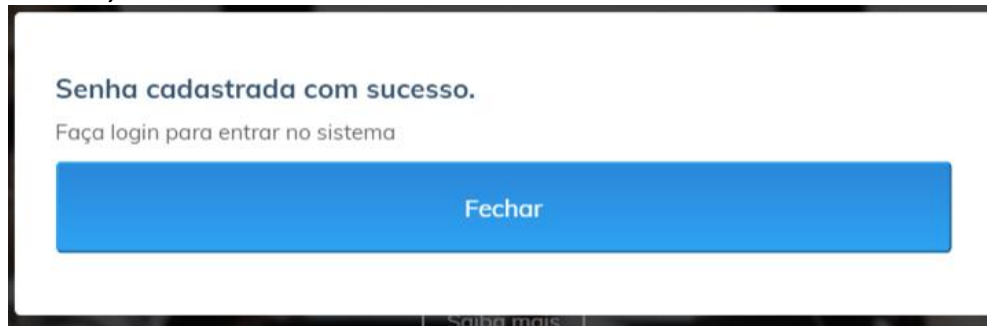 Senha cadastrada com sucesso.
Faça login para entrar no sistema
Fechar
Saiba mais